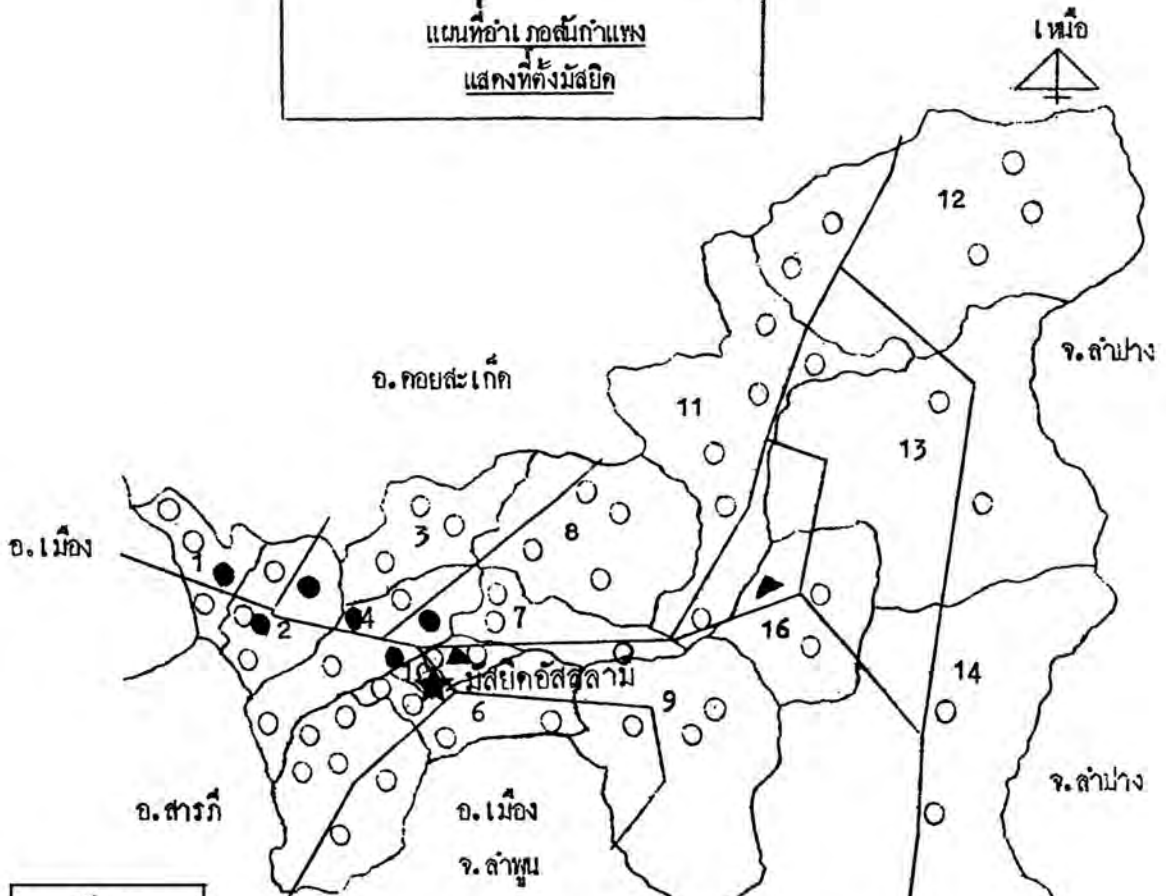 แผนที่อำเภอสันกำแพง
แสดงที่ตั้งมัสยิด
เหนือ
12
จ.ลำปาง
อ.ดอยสะเก็ด
11
13
3
8
อ.เมือง
1
4
2
7
16
มัสยิดอัสอูลามิ
14
6
9
จ.ลำปาง
อ.สารภี
อ.เมือง
จ.ลำพูน